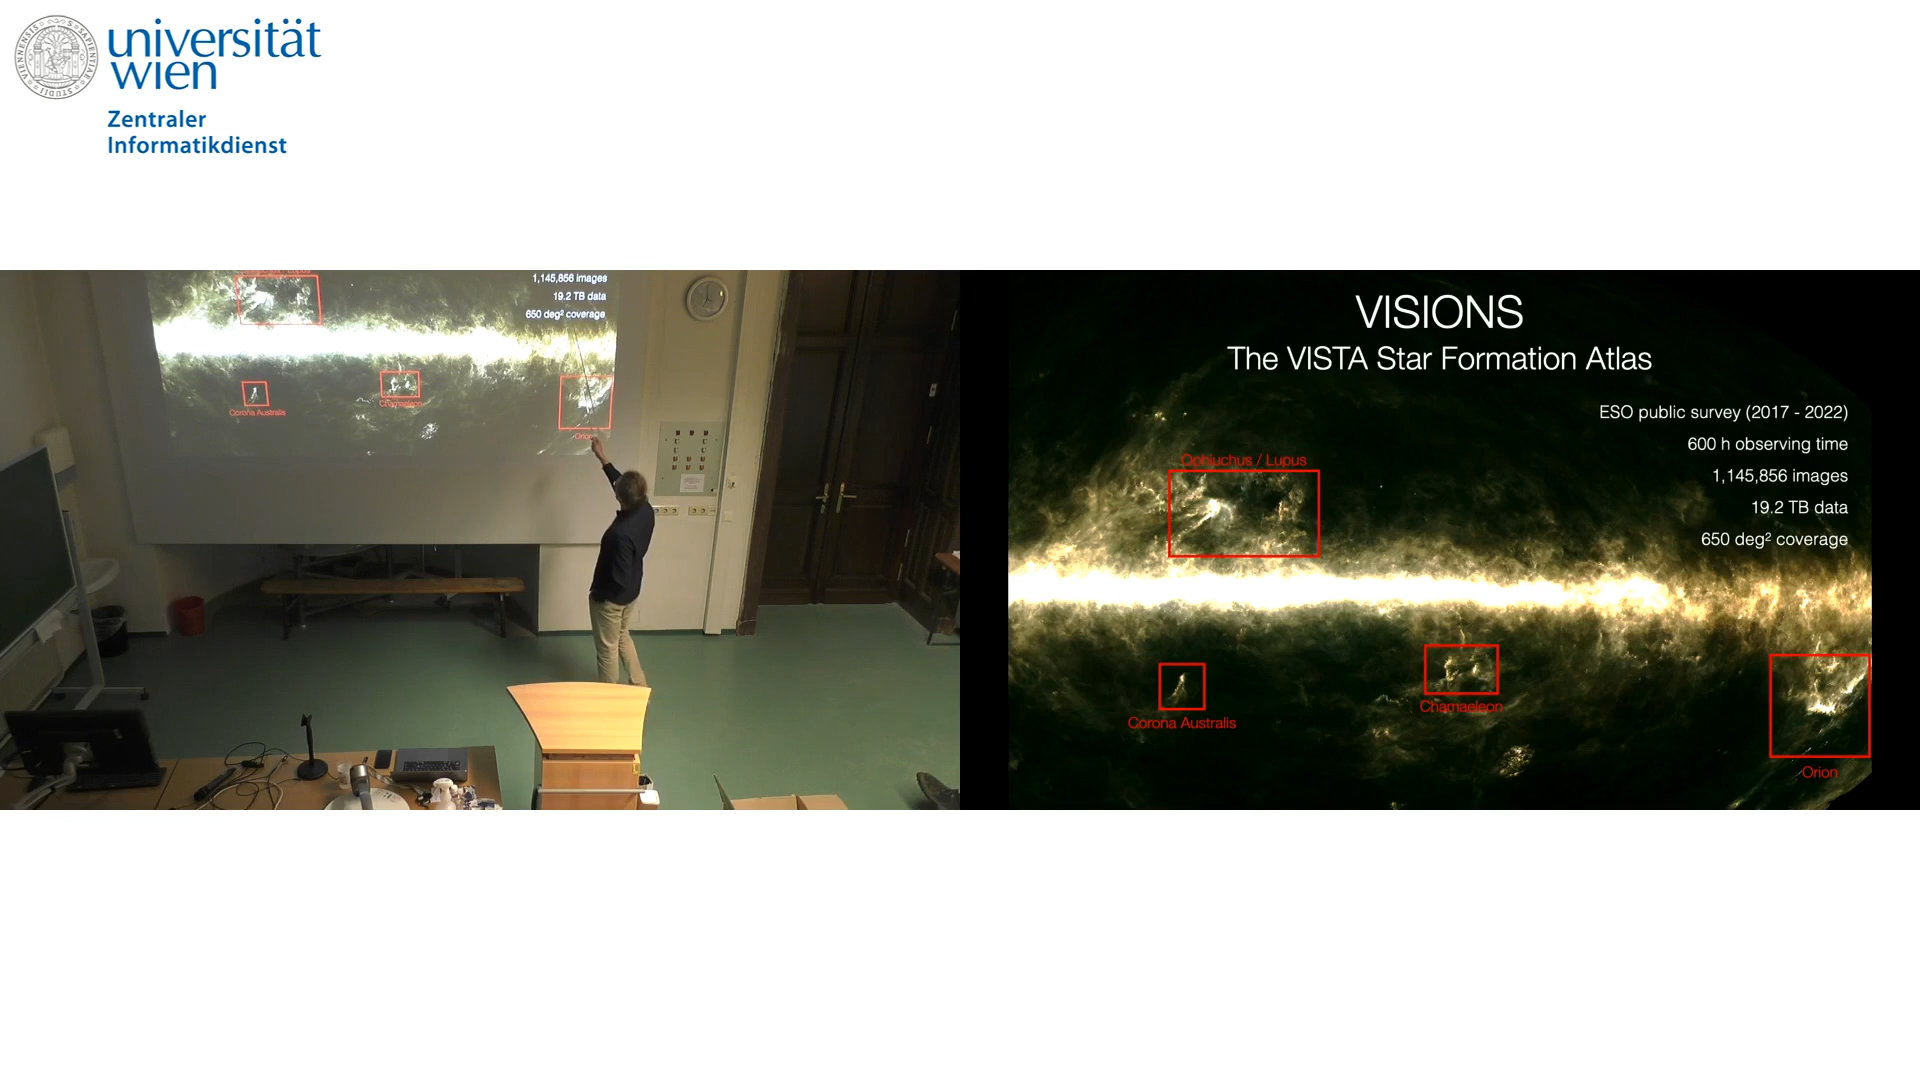 universität
wien
Zentraler
Informatikdienst
1,145,856 images
19.2 TB data
650 deg² coverage
Corona Australis
Chamaeleon
Orion
VISIONS
The VISTA Star Formation Atlas
ESO public survey (2017 - 2022)
600 h observing time
1,145,856 images
19.2 TB data
650 deg² coverage
Ophiuchus / Lupus
Corona Australis
Chamaeleon
Orion